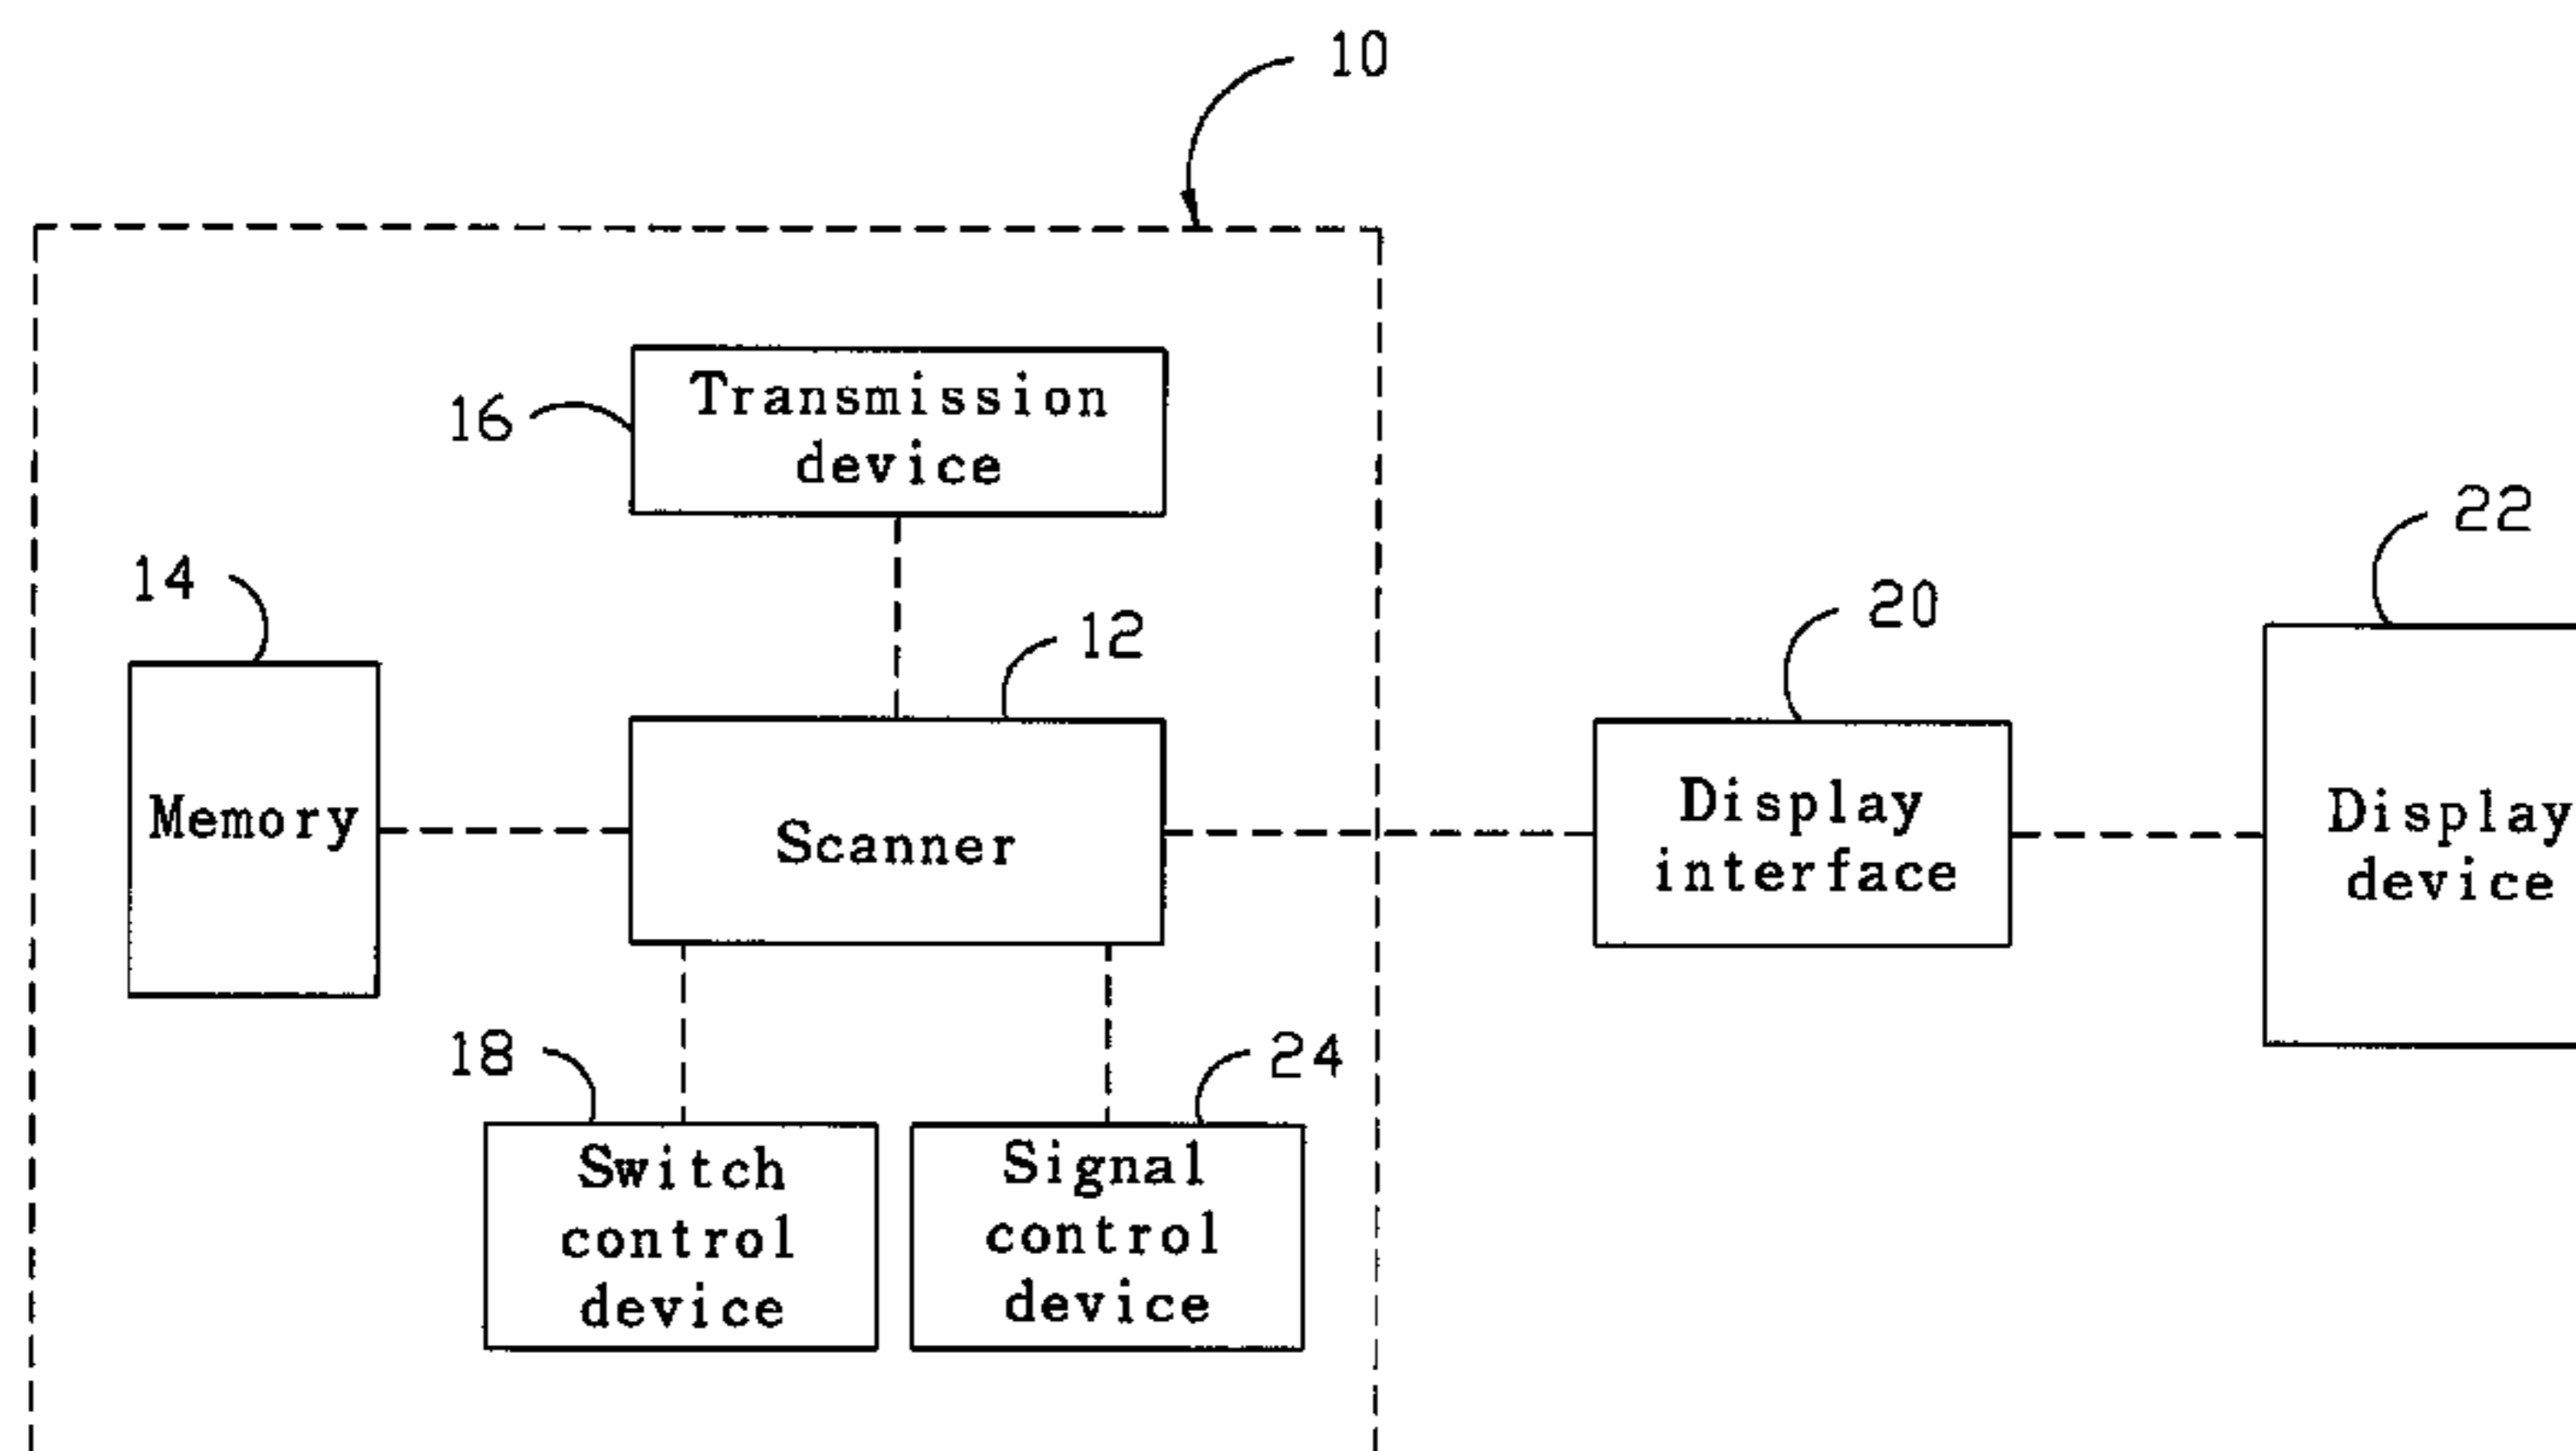 10
16
Transmission
device
22
14
20
12
Memory
Scanner
Display
interface
Display
device
18
24
Switch
control
device
Signal
control
device